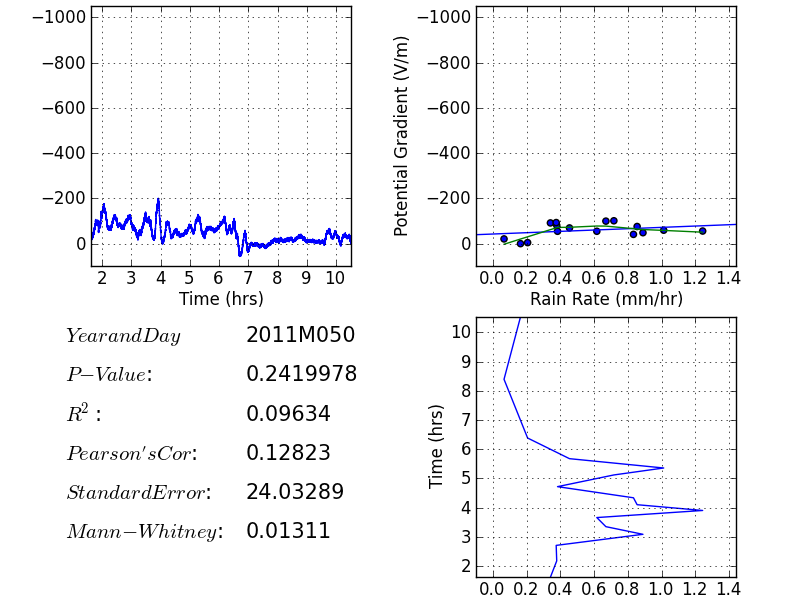 −1000
−800
−600
−400
−200
0
2 3 4 5 6 7 8 9 10
Time (hrs)
Potential Gradient (V/m)
−1000
−800
−600
−400
−200
0
0.0 0.2 0.4 0.6 0.8 1.0 1.2 1.4
Rain Rate (mm/hr)
YearandDay 2011M050
P−Value: 0.2419978
R²: 0.09634
Pearson'sCor: 0.12823
StandardError: 24.03289
Mann−Whitney: 0.01311
Time (hrs)
10
9
8
7
6
5
4
3
2
0.0 0.2 0.4 0.6 0.8 1.0 1.2 1.4